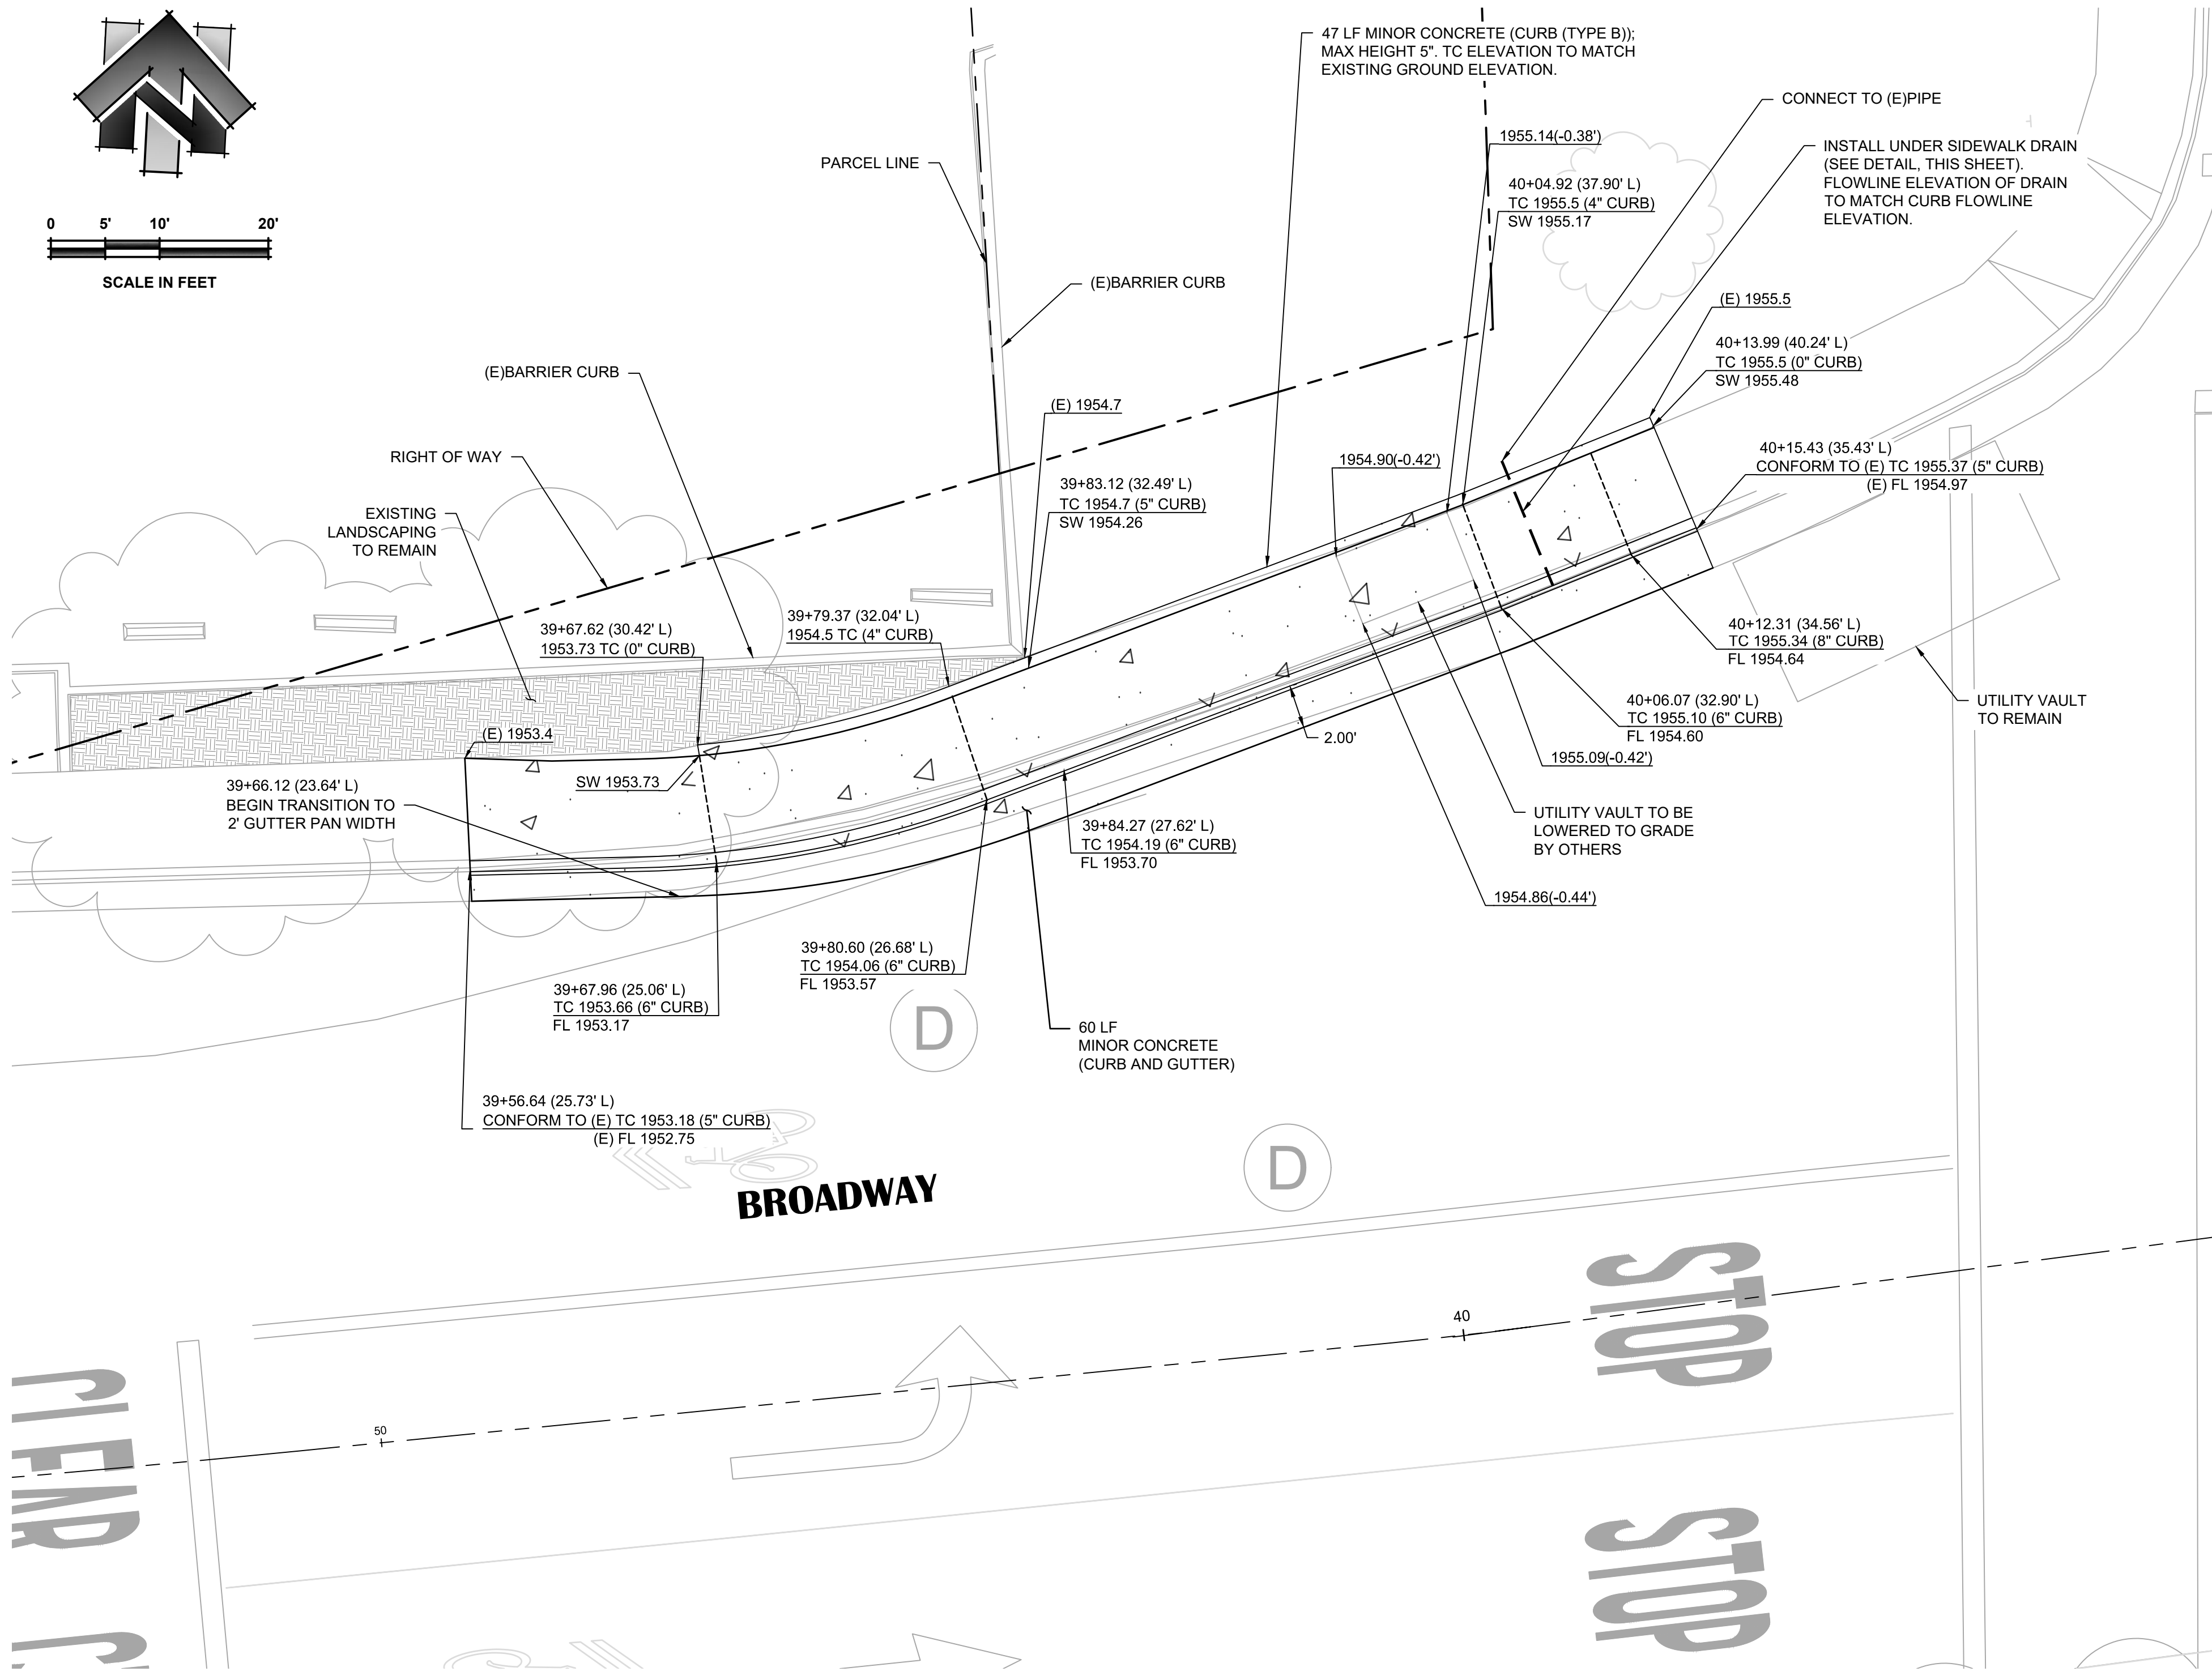 47 LF MINOR CONCRETE (CURB (TYPE B));
MAX HEIGHT 5". TC ELEVATION TO MATCH
EXISTING GROUND ELEVATION.
CONNECT TO (E)PIPE
1955.14(-0.38')
INSTALL UNDER SIDEWALK DRAIN
(SEE DETAIL, THIS SHEET).
FLOWLINE ELEVATION OF DRAIN
TO MATCH CURB FLOWLINE
ELEVATION.
PARCEL LINE
40+04.92 (37.90' L)
TC 1955.5 (4" CURB)
SW 1955.17
0 5' 10' 20'
SCALE IN FEET
(E)BARRIER CURB
(E) 1955.5
40+13.99 (40.24' L)
TC 1955.5 (0" CURB)
SW 1955.48
(E)BARRIER CURB
(E) 1954.7
RIGHT OF WAY
1954.90(-0.42')
40+15.43 (35.43' L)
CONFORM TO (E) TC 1955.37 (5" CURB)
(E) FL 1954.97
39+83.12 (32.49' L)
TC 1954.7 (5" CURB)
SW 1954.26
EXISTING
LANDSCAPING
TO REMAIN
39+79.37 (32.04' L)
1954.5 TC (4" CURB)
39+67.62 (30.42' L)
1953.73 TC (0" CURB)
40+12.31 (34.56' L)
TC 1955.34 (8" CURB)
FL 1954.64
40+06.07 (32.90' L)
TC 1955.10 (6" CURB)
FL 1954.60
UTILITY VAULT
TO REMAIN
(E) 1953.4
2.00'
1955.09(-0.42')
SW 1953.73
39+66.12 (23.64' L)
BEGIN TRANSITION TO
2' GUTTER PAN WIDTH
UTILITY VAULT TO BE
LOWERED TO GRADE
BY OTHERS
39+84.27 (27.62' L)
TC 1954.19 (6" CURB)
FL 1953.70
1954.86(-0.44')
39+80.60 (26.68' L)
TC 1954.06 (6" CURB)
FL 1953.57
39+67.96 (25.06' L)
TC 1953.66 (6" CURB)
FL 1953.17
D
60 LF
MINOR CONCRETE
(CURB AND GUTTER)
39+56.64 (25.73' L)
CONFORM TO (E) TC 1953.18 (5" CURB)
(E) FL 1952.75
D
BROADWAY
40
STOP
50
CLEAR
STOP